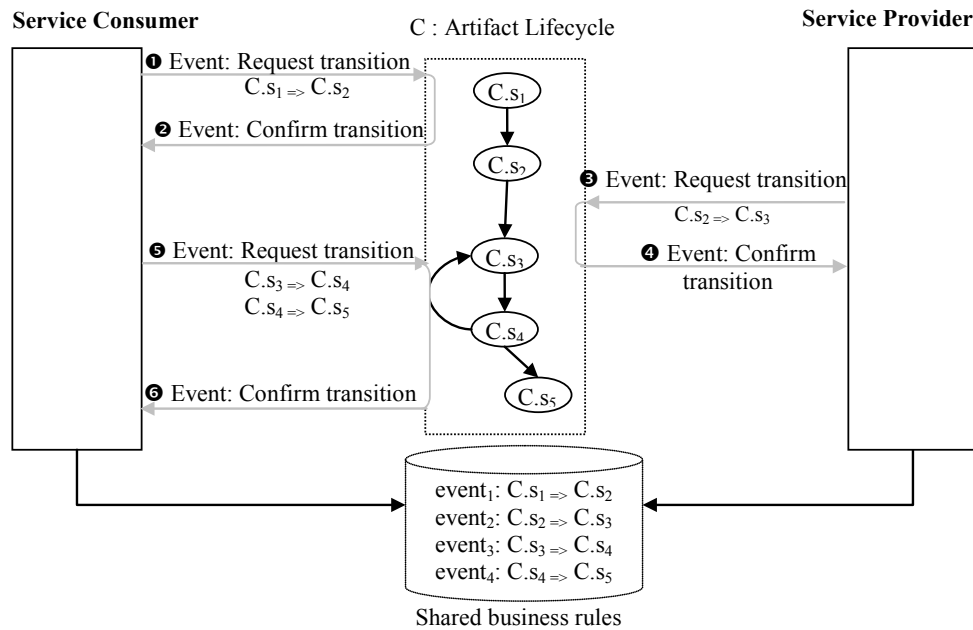 Service Consumer
C : Artifact Lifecycle
Service Provider
❶ Event: Request transition
C.s₁ => C.s₂
❷ Event: Confirm transition
C.s₁
C.s₂
❸ Event: Request transition
C.s₂ => C.s₃
❹ Event: Confirm
transition
❺ Event: Request transition
C.s₃ => C.s₄
C.s₄ => C.s₅
C.s₃
C.s₄
❻ Event: Confirm transition
C.s₅
event₁: C.s₁ => C.s₂
event₂: C.s₂ => C.s₃
event₃: C.s₃ => C.s₄
event₄: C.s₄ => C.s₅
Shared business rules